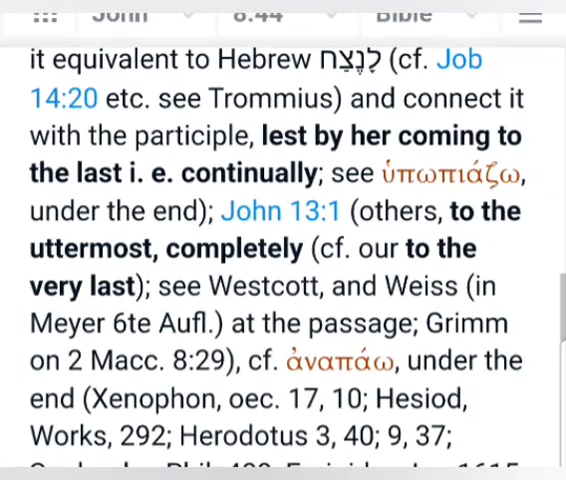 John 8:44 Bible
it equivalent to Hebrew לָנֶצַח (cf. Job
14:20 etc. see Trommius) and connect it
with the participle, lest by her coming to
the last i. e. continually; see ὑπωπιάζω,
under the end); John 13:1 (others, to the
uttermost, completely (cf. our to the
very last); see Westcott, and Weiss (in
Meyer 6te Aufl.) at the passage; Grimm
on 2 Macc. 8:29), cf. ἀναπάω, under the
end (Xenophon, oec. 17, 10; Hesiod,
Works, 292; Herodotus 3, 40; 9, 37;